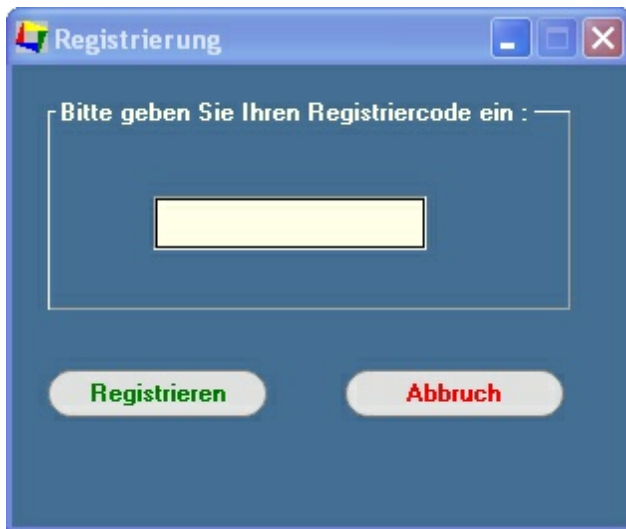 Registrierung
Bitte geben Sie Ihren Registriercode ein :
Registrieren
Abbruch